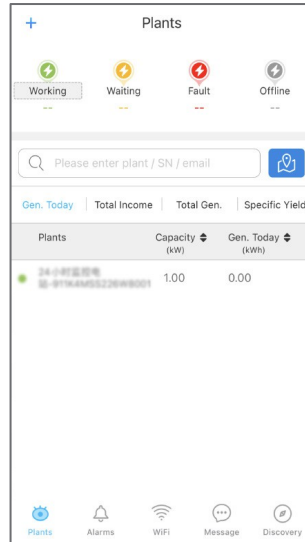 + Plants
Working Waiting Fault Offline
-- -- -- --
Please enter plant / SN / email
Gen. Today | Total Income | Total Gen. | Specific Yield
Plants Capacity Gen. Today
(kW) (kWh)
1.00 0.00
Plants Alarms WiFi Message Discovery